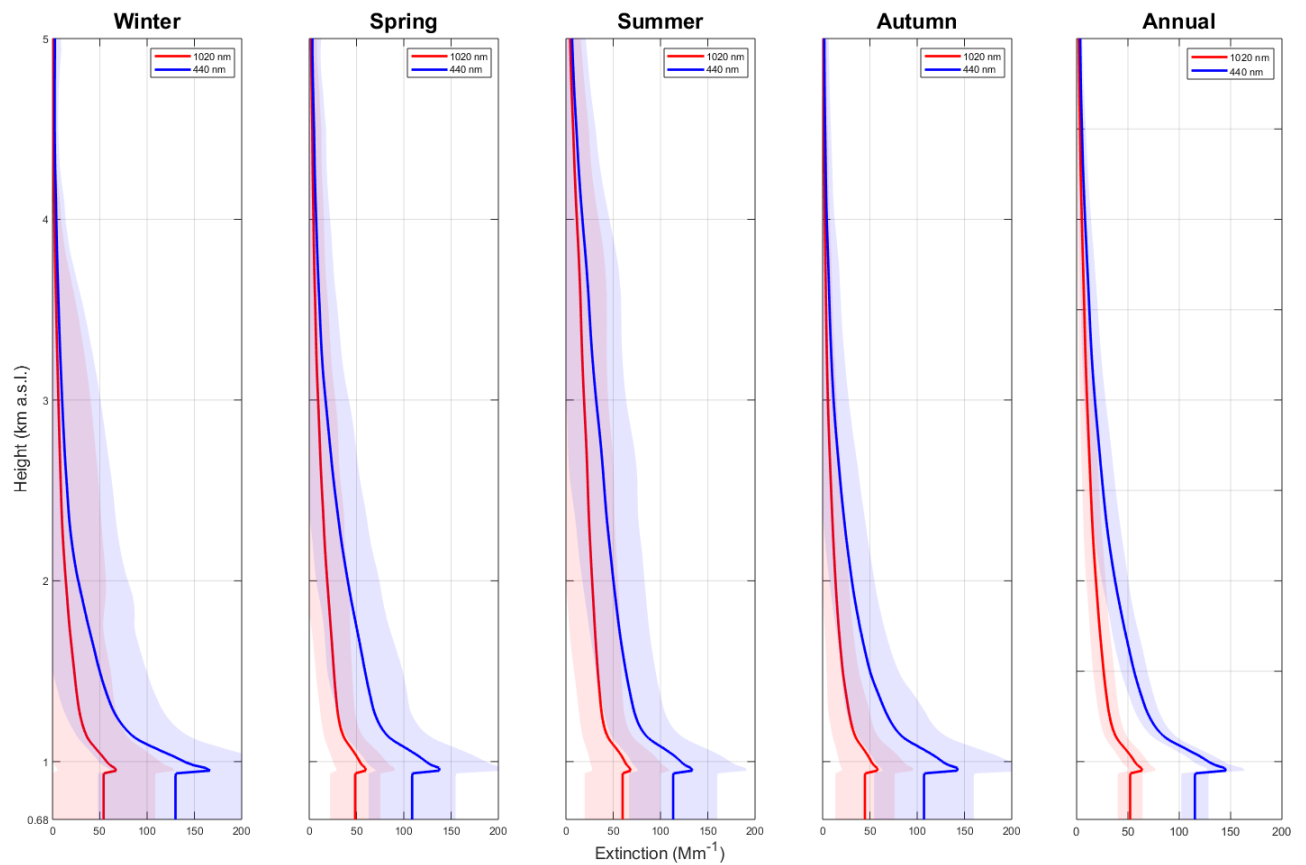 Winter Spring Summer Autumn Annual
1020 nm 1020 nm 1020 nm 1020 nm 1020 nm
440 nm 440 nm 440 nm 440 nm 440 nm
5
4
3
2
1
0.68
Height (km a.s.l.)
0 50 100 150 200 0 50 100 150 200 0 50 100 150 200 0 50 100 150 200 0 50 100 150 200
Extinction (Mm⁻¹)